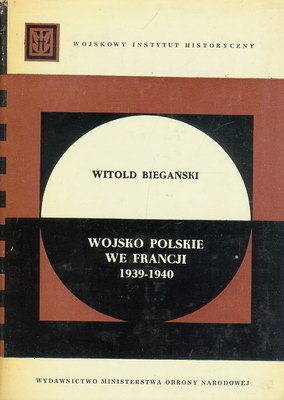 WOJSKOWY INSTYTUT HISTORYCZNY
WITOLD BIEGAŃSKI
WOJSKO POLSKIE
WE FRANCJI
1939-1940
WYDAWNICTWO MINISTERSTWA OBRONY NARODOWEJ